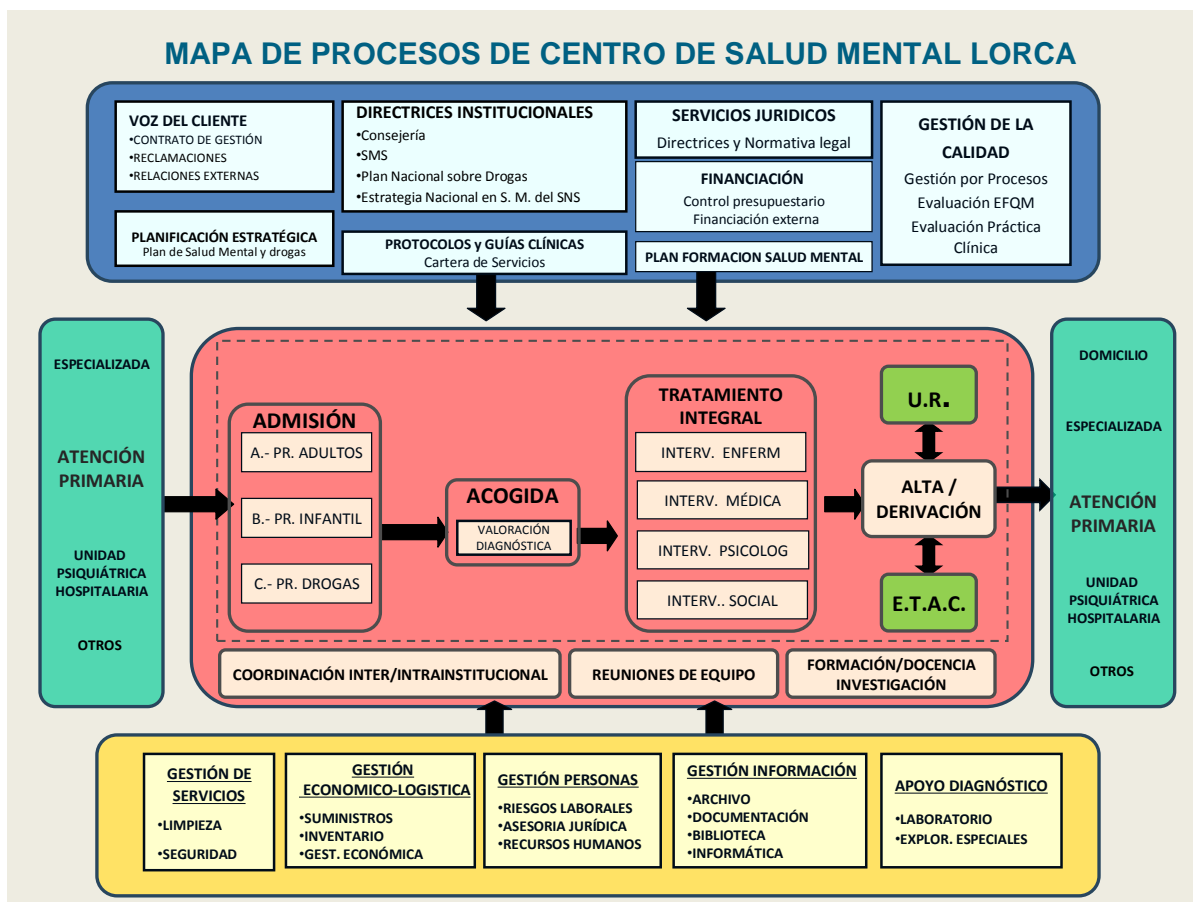 MAPA DE PROCESOS DE CENTRO DE SALUD MENTAL LORCA
VOZ DEL CLIENTE
•CONTRATO DE GESTIÓN
•RECLAMACIONES
•RELACIONES EXTERNAS
PLANIFICACIÓN ESTRATÉGICA
Plan de Salud Mental y drogas
DIRECTRICES INSTITUCIONALES
•Consejería
•SMS
•Plan Nacional sobre Drogas
•Estrategia Nacional en S. M. del SNS
PROTOCOLOS y GUÍAS CLÍNICAS
Cartera de Servicios
SERVICIOS JURIDICOS
Directrices y Normativa legal
FINANCIACIÓN
Control presupuestario
Financiación externa
PLAN FORMACION SALUD MENTAL
GESTIÓN DE LA
CALIDAD
Gestión por Procesos
Evaluación EFQM
Evaluación Práctica
Clínica
ESPECIALIZADA
ATENCIÓN
PRIMARIA
UNIDAD
PSIQUIÁTRICA
HOSPITALARIA
OTROS
ADMISIÓN
A.- PR. ADULTOS
B.- PR. INFANTIL
C.- PR. DROGAS
ACOGIDA
VALORACIÓN
DIAGNÓSTICA
TRATAMIENTO
INTEGRAL
INTERV. ENFERM
INTERV. MÉDICA
INTERV. PSICOLOG
INTERV.. SOCIAL
U.R.
ALTA /
DERIVACIÓN
E.T.A.C.
DOMICILIO
ESPECIALIZADA
ATENCIÓN
PRIMARIA
UNIDAD
PSIQUIÁTRICA
HOSPITALARIA
OTROS
COORDINACIÓN INTER/INTRAINSTITUCIONAL
REUNIONES DE EQUIPO
FORMACIÓN/DOCENCIA
INVESTIGACIÓN
GESTIÓN DE
SERVICIOS
•LIMPIEZA
•SEGURIDAD
GESTIÓN
ECONOMICO-LOGISTICA
•SUMINISTROS
•INVENTARIO
•GEST. ECONÓMICA
GESTIÓN PERSONAS
•RIESGOS LABORALES
•ASESORIA JURÍDICA
•RECURSOS HUMANOS
GESTIÓN INFORMACIÓN
•ARCHIVO
•DOCUMENTACIÓN
•BIBLIOTECA
•INFORMÁTICA
APOYO DIAGNÓSTICO
•LABORATORIO
•EXPLOR. ESPECIALES